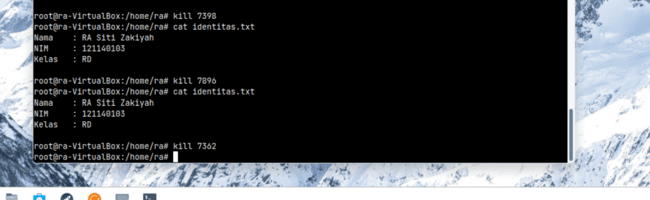 root@ra-VirtualBox:/home/ra# kill 7398
root@ra-VirtualBox:/home/ra# cat identitas.txt
Nama    : RA Siti Zakiyah
NIM     : 121140103
Kelas   : RD
root@ra-VirtualBox:/home/ra# kill 7896
root@ra-VirtualBox:/home/ra# cat identitas.txt
Nama    : RA Siti Zakiyah
NIM     : 121140103
Kelas   : RD
root@ra-VirtualBox:/home/ra# kill 7362
root@ra-VirtualBox:/home/ra#